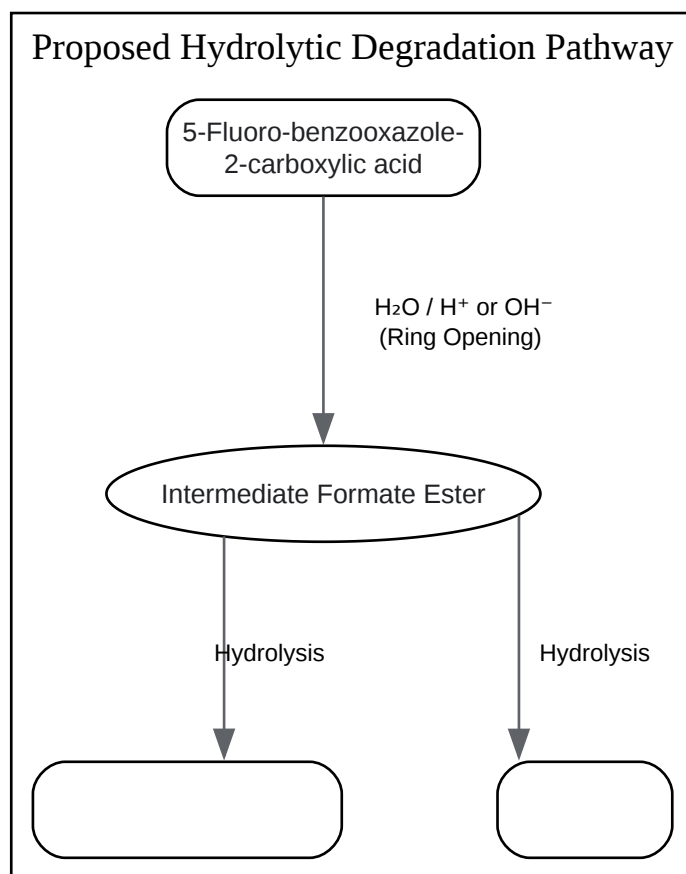 Proposed Hydrolytic Degradation Pathway
5-Fluoro-benzooxazole-
2-carboxylic acid
H₂O / H⁺ or OH⁻
(Ring Opening)
Intermediate Formate Ester
Hydrolysis
Hydrolysis